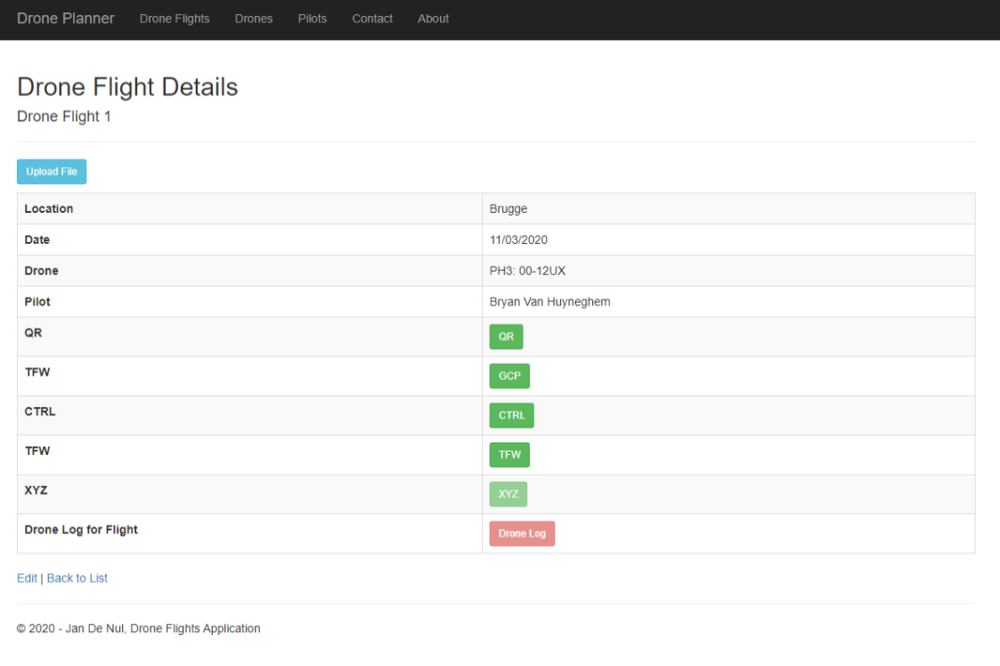 Drone Planner Drone Flights Drones Pilots Contact About
Drone Flight Details
Drone Flight 1
Upload File
Location Brugge
Date 11/03/2020
Drone PH3: 00-12UX
Pilot Bryan Van Huyneghem
QR QR
TFW GCP
CTRL CTRL
TFW TFW
XYZ XYZ
Drone Log for Flight Drone Log
Edit | Back to List
© 2020 - Jan De Nul, Drone Flights Application